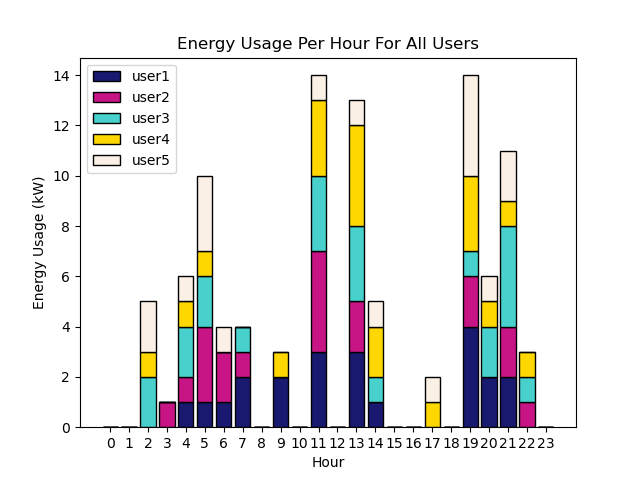 Energy Usage Per Hour For All Users
user1
user2
user3
user4
user5
14
12
10
8
6
4
2
0
Energy Usage (kW)
0 1 2 3 4 5 6 7 8 9 10 11 12 13 14 15 16 17 18 19 20 21 22 23
Hour